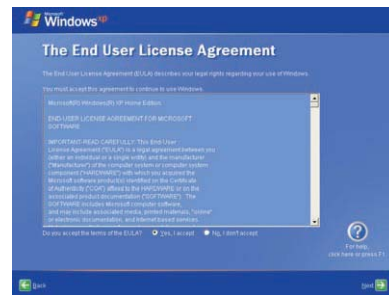 Microsoft
Windows xp
The End User License Agreement
The End User License Agreement (EULA) describes your legal rights regarding your use of Windows.
You must accept this agreement to continue to use Windows.
Microsoft(R) Windows(R) XP Home Edition
END-USER LICENSE AGREEMENT FOR MICROSOFT
SOFTWARE
IMPORTANT-READ CAREFULLY: This End-User
License Agreement ("EULA") is a legal agreement between you
(either an individual or a single entity) and the manufacturer
("Manufacturer") of the computer system or computer system
component ("HARDWARE") with which you acquired the
Microsoft software product(s) identified on the Certificate
of Authenticity ("COA") affixed to the HARDWARE or on the
associated product documentation ("SOFTWARE"). The
SOFTWARE includes Microsoft computer software,
and may include associated media, printed materials, "online"
or electronic documentation, and Internet based services.
Do you accept the terms of the EULA? Yes, I accept No, I don't accept
For help,
click here or press F1
Back
Next